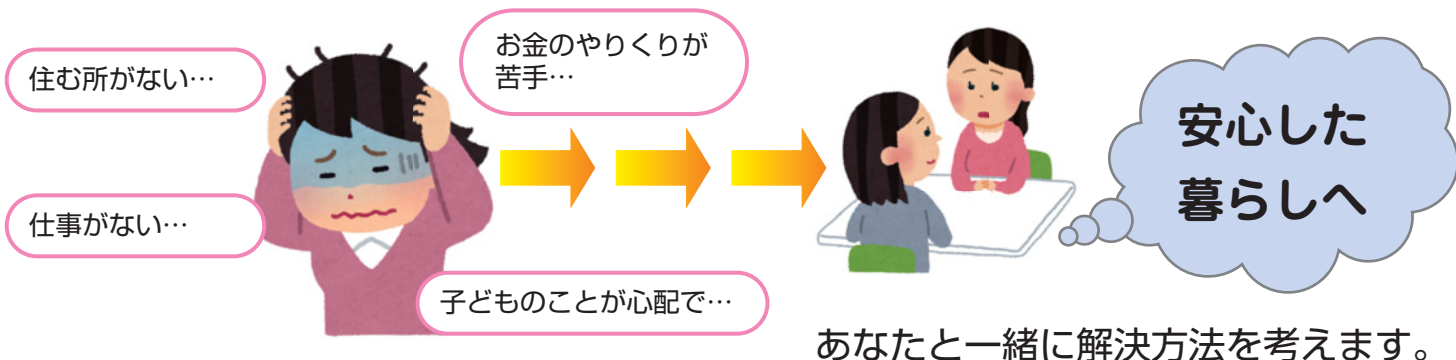 住む所がない…
お金のやりくりが
苦手…
仕事がない…
子どものことが心配で…
安心した
暮らしへ
あなたと一緒に解決方法を考えます。